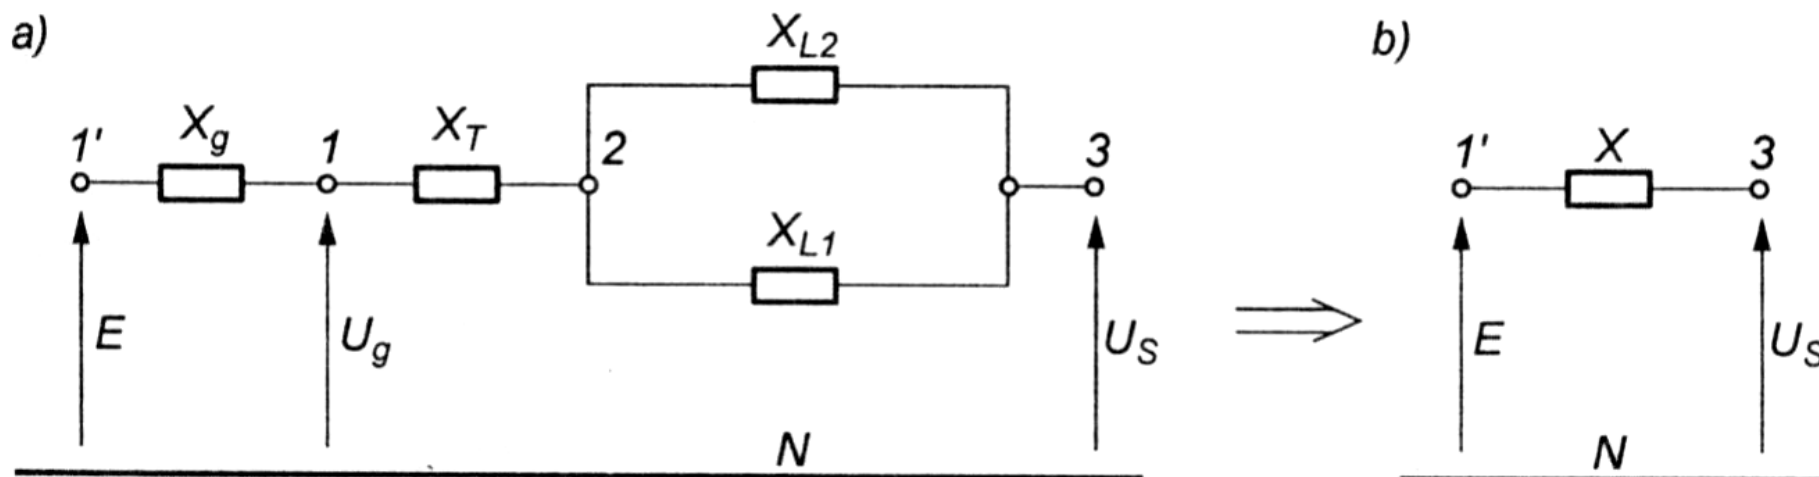 a)
X_L2
b)
1'
X_g
1
X_T
2
3
1'
X
3
X_L1
E
U_g
U_S
E
U_S
N
N